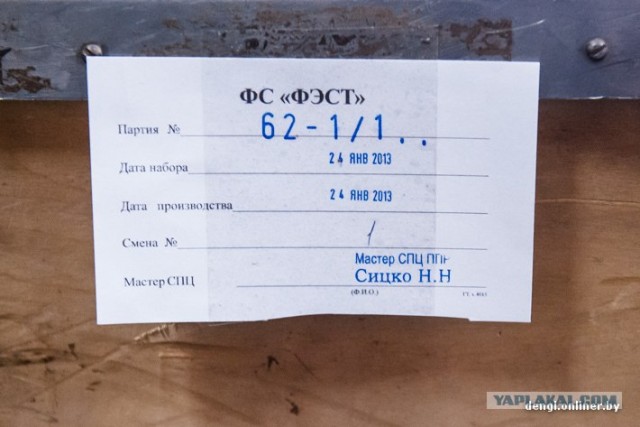 ФС «ФЭСТ»
Партия № 62-1/1..
Дата набора 24 ЯНВ 2013
Дата производства 24 ЯНВ 2013
Смена № 1
Мастер СПЦ ППР
Мастер СПЦ Сицко Н.Н
(Ф.И.О.)
YAPLAKAL.COM
dengi.onliner.by